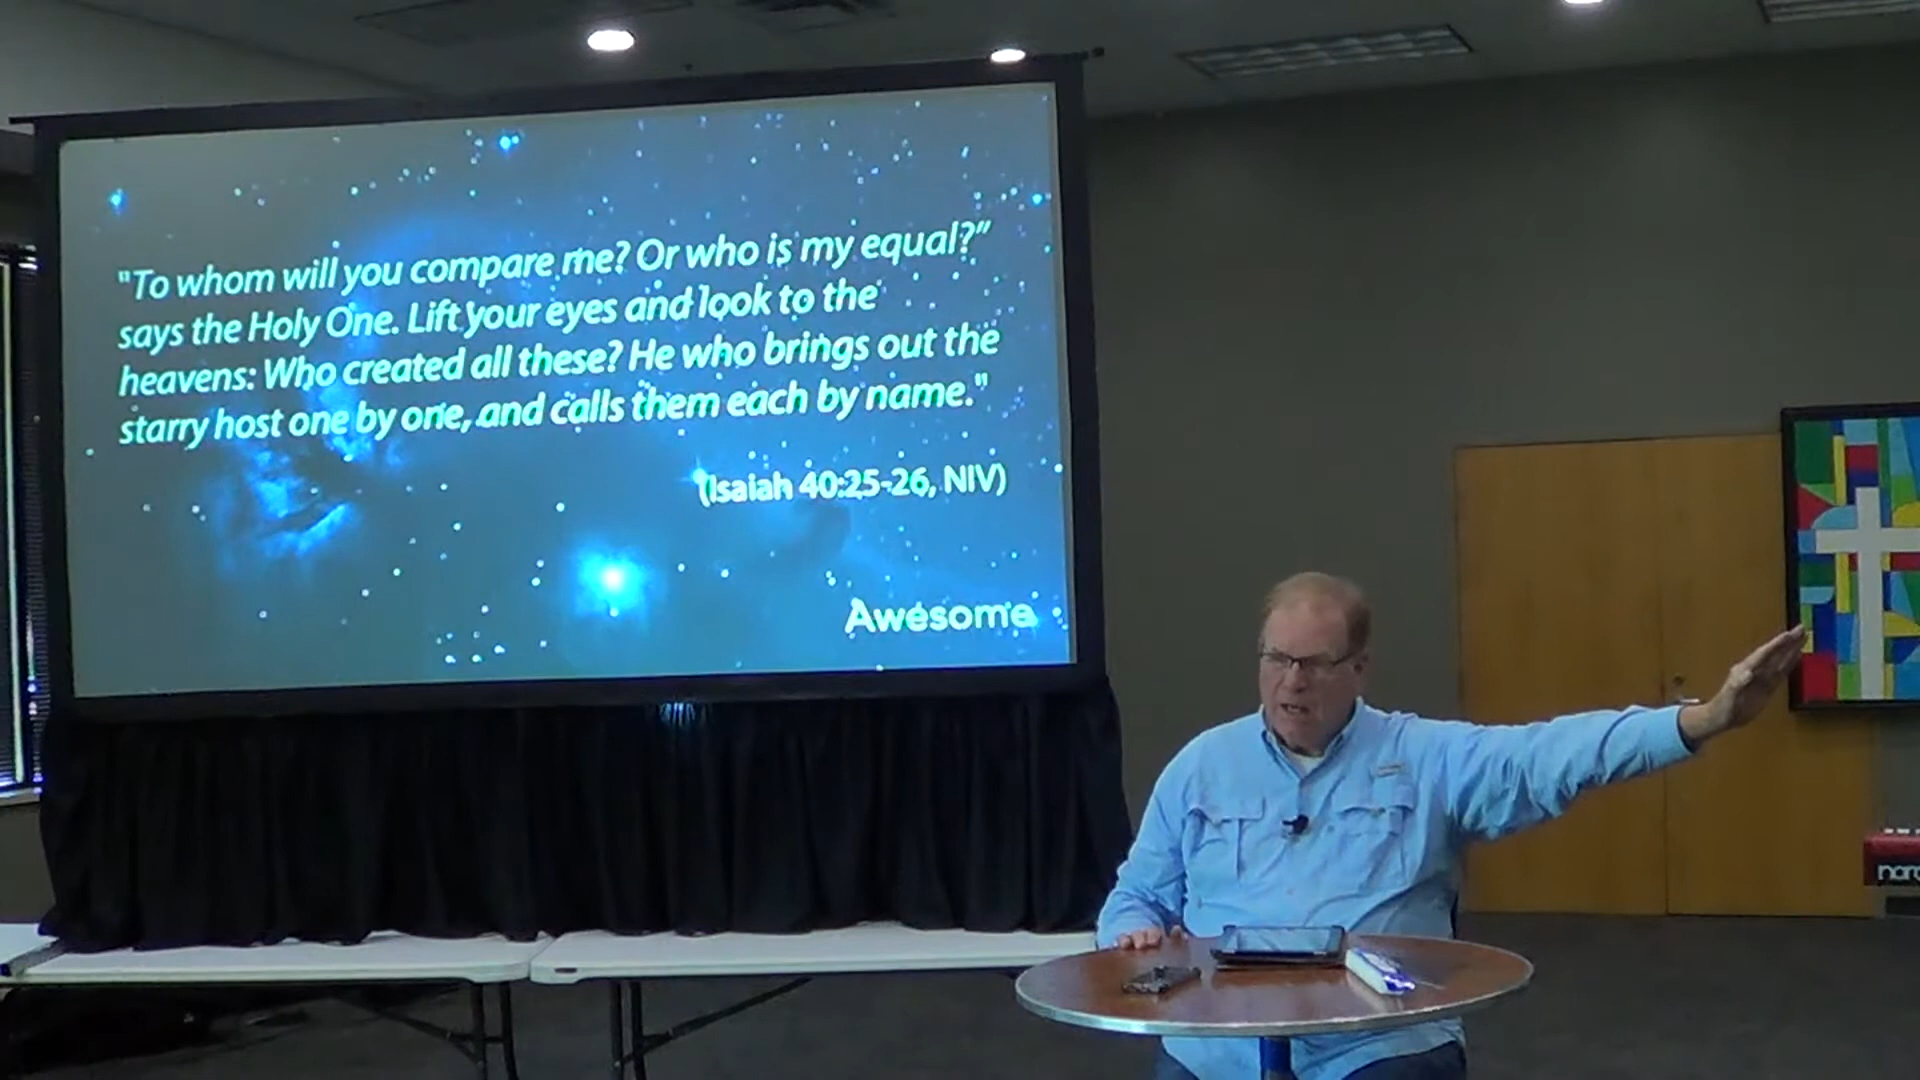 "To whom will you compare me? Or who is my equal?”
says the Holy One. Lift your eyes and look to the
heavens: Who created all these? He who brings out the
starry host one by one, and calls them each by name."
(Isaiah 40:25-26, NIV)
Awesome